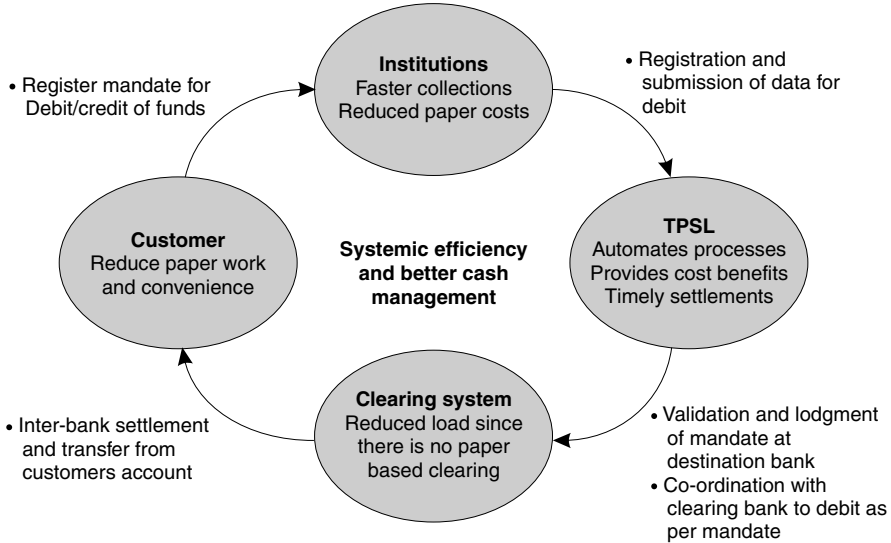 Institutions
Faster collections
Reduced paper costs
• Registration and
submission of data for
debit
TPSL
Automates processes
Provides cost benefits
Timely settlements
• Validation and lodgment
of mandate at
destination bank
• Co-ordination with
clearing bank to debit as
per mandate
Clearing system
Reduced load since
there is no paper
based clearing
• Inter-bank settlement
and transfer from
customers account
Customer
Reduce paper work
and convenience
• Register mandate for
Debit/credit of funds
Systemic efficiency
and better cash
management